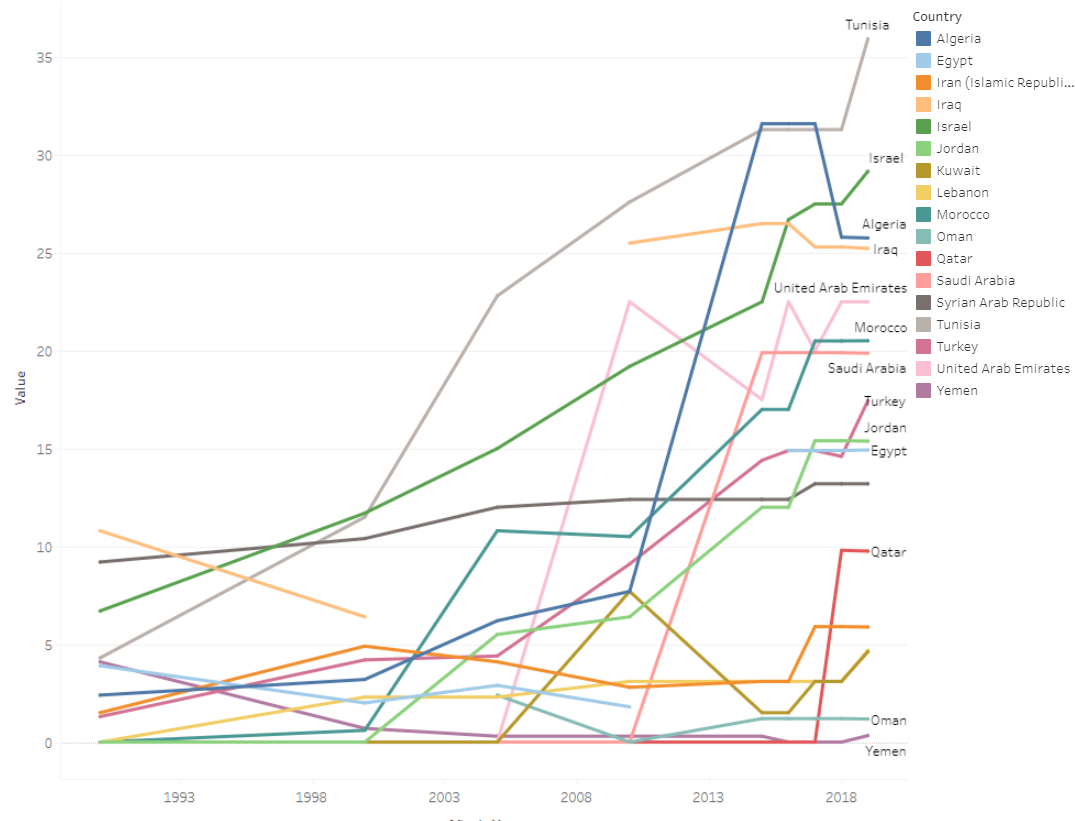 Tunisia
Country
Algeria
Egypt
Iran (Islamic Republi...
Iraq
Israel
Jordan
Kuwait
Lebanon
Morocco
Oman
Qatar
Saudi Arabia
Syrian Arab Republic
Tunisia
Turkey
United Arab Emirates
Yemen
35
30
25
20
15
10
5
0
Value
Israel
Algeria
Iraq
United Arab Emirates
Morocco
Saudi Arabia
Turkey
Jordan
Egypt
Qatar
Oman
Yemen
1993
1998
2003
2008
2013
2018